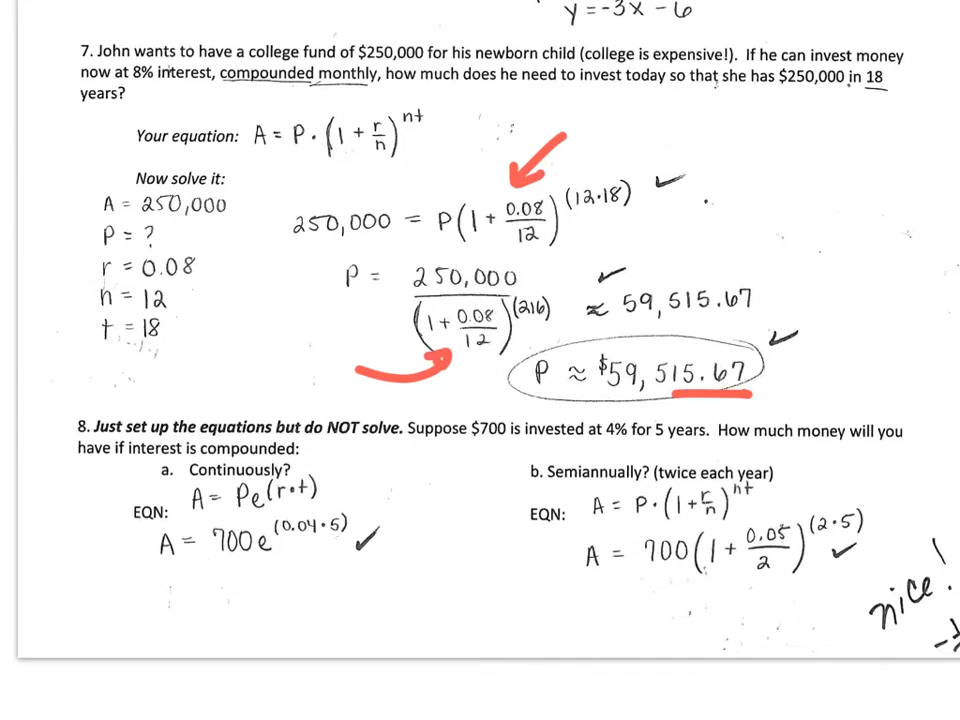 y = -3x - 6
7. John wants to have a college fund of $250,000 for his newborn child (college is expensive!). If he can invest money
now at 8% interest, compounded monthly, how much does he need to invest today so that she has $250,000 in 18
years?
Your equation: A = P · (1 + r/n)^nt
Now solve it:
A = 250,000
P = ?
r = 0.08
n = 12
t = 18
250,000 = P(1 + 0.08/12)^(12·18) ✓
P = 250,000/(1 + 0.08/12)^(216) ≈ 59,515.67 ✓
P ≈ $59,515.67 ✓
8. Just set up the equations but do NOT solve. Suppose $700 is invested at 4% for 5 years. How much money will you
have if interest is compounded:
a. Continuously?
EQN: A = Pe^(r·t)
A = 700e^(0.04·5) ✓
b. Semiannually? (twice each year)
EQN: A = P·(1 + r/n)^nt
A = 700(1 + 0.05/2)^(2·5) ✓
nice!